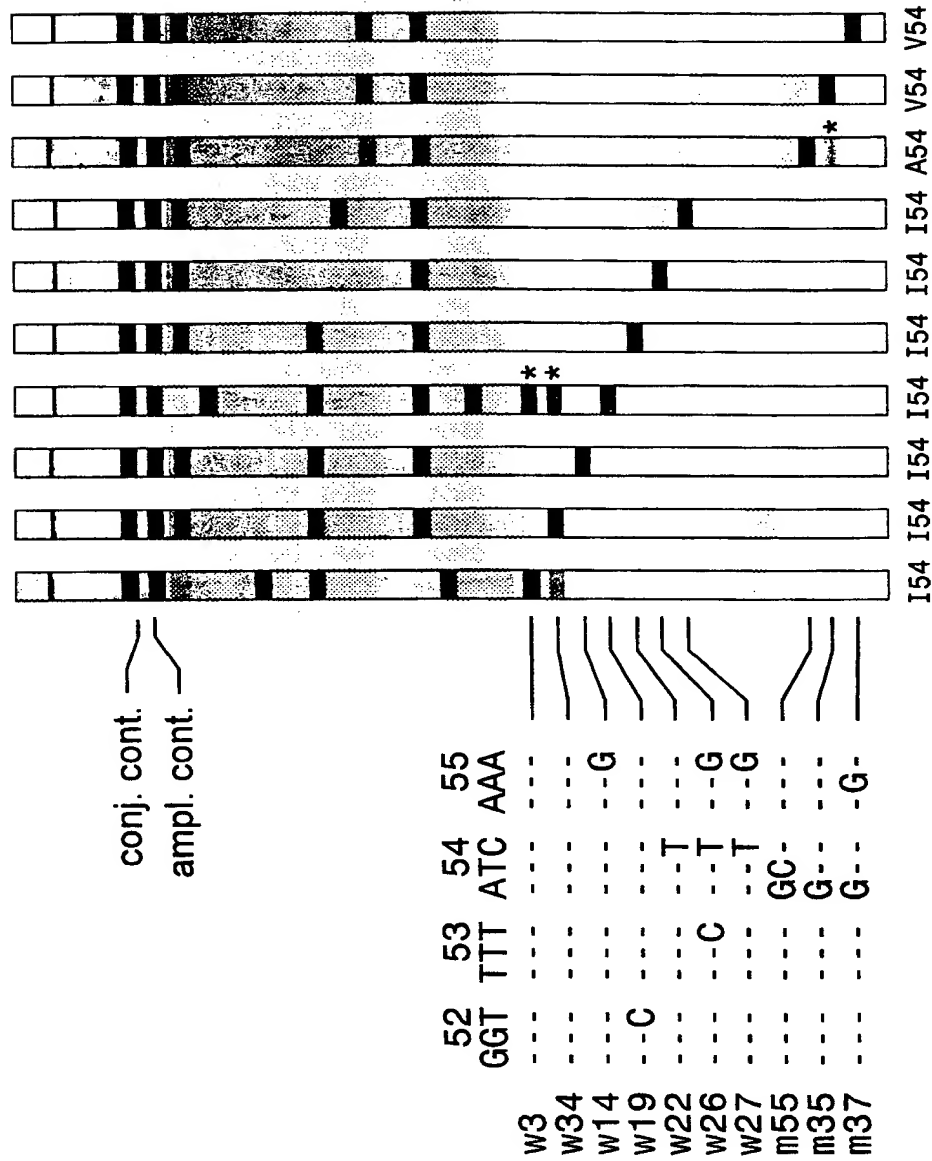 conj. cont.
ampl. cont.
52 53 54 55
GGT TTT ATC AAA
w3 --- --- --- ---
w34 --- --- --- ---
w14 --- --- --- --G
w19 --C --- --- ---
w22 --- --- --T ---
w26 --- --C --T --G
w27 --- --- --T --G
m55 --- --- GC- ---
m35 --- --- G-- ---
m37 --- --- G-- -G-
* *
*
I54 I54 I54 I54 I54 I54 I54 A54 V54 V54